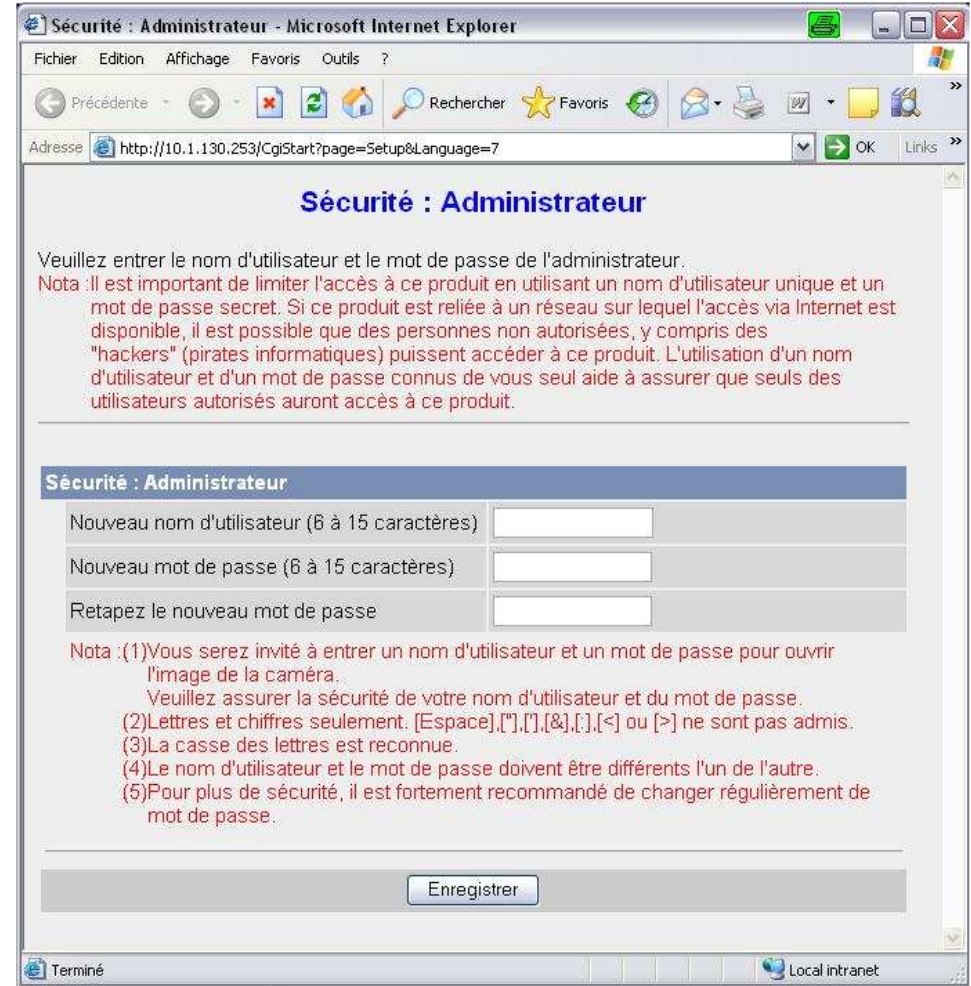 Sécurité : Administrateur - Microsoft Internet Explorer
Fichier Edition Affichage Favoris Outils ?
Précédente Rechercher Favoris »
Adresse http://10.1.130.253/CgiStart?page=Setup&Language=7 OK Links »
Sécurité : Administrateur
Veuillez entrer le nom d'utilisateur et le mot de passe de l'administrateur.
Nota :Il est important de limiter l'accès à ce produit en utilisant un nom d'utilisateur unique et un
mot de passe secret. Si ce produit est reliée à un réseau sur lequel l'accès via Internet est
disponible, il est possible que des personnes non autorisées, y compris des
"hackers" (pirates informatiques) puissent accéder à ce produit. L'utilisation d'un nom
d'utilisateur et d'un mot de passe connus de vous seul aide à assurer que seuls des
utilisateurs autorisés auront accès à ce produit.
Sécurité : Administrateur
Nouveau nom d'utilisateur (6 à 15 caractères)
Nouveau mot de passe (6 à 15 caractères)
Retapez le nouveau mot de passe
Nota :(1)Vous serez invité à entrer un nom d'utilisateur et un mot de passe pour ouvrir
l'image de la caméra.
Veuillez assurer la sécurité de votre nom d'utilisateur et du mot de passe.
(2)Lettres et chiffres seulement. [Espace],["],['],[&],[:],[<] ou [>] ne sont pas admis.
(3)La casse des lettres est reconnue.
(4)Le nom d'utilisateur et le mot de passe doivent être différents l'un de l'autre.
(5)Pour plus de sécurité, il est fortement recommandé de changer régulièrement de
mot de passe.
Enregistrer
Terminé Local intranet